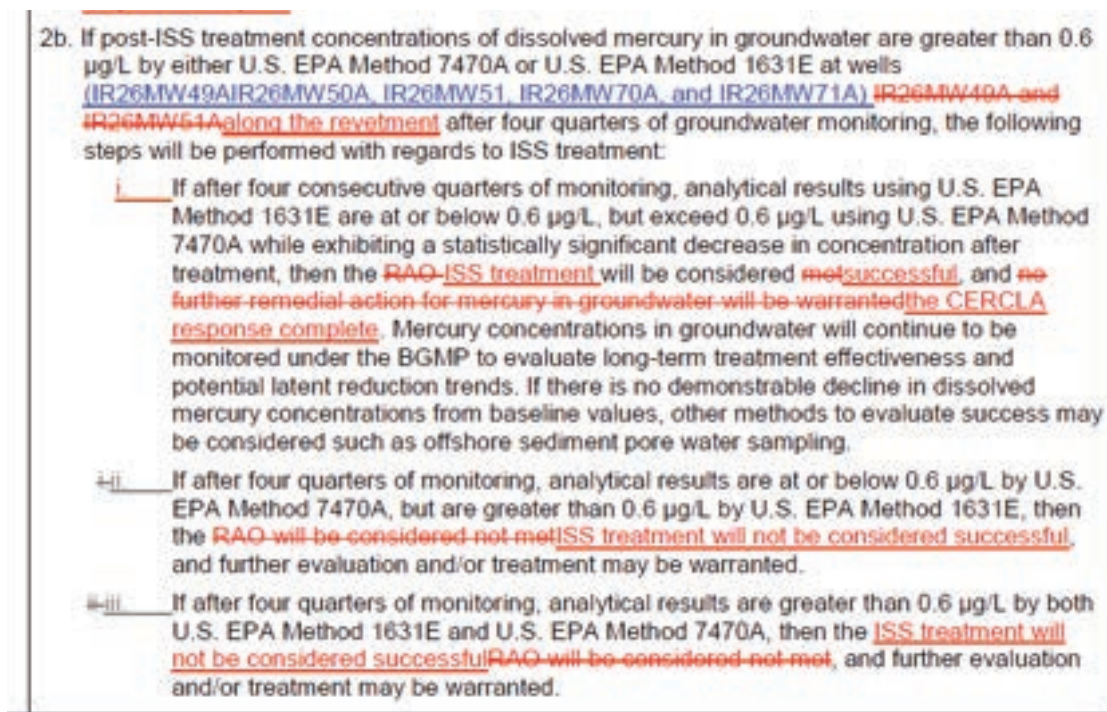 2b. If post-ISS treatment concentrations of dissolved mercury in groundwater are greater than 0.6
µg/L by either U.S. EPA Method 7470A or U.S. EPA Method 1631E at wells
(IR26MW49AIR26MW50A, IR26MW51, IR26MW70A, and IR26MW71A) IR26MW49A and
IR26MW51Aalong the revetment after four quarters of groundwater monitoring, the following
steps will be performed with regards to ISS treatment:
i. If after four consecutive quarters of monitoring, analytical results using U.S. EPA
Method 1631E are at or below 0.6 µg/L, but exceed 0.6 µg/L using U.S. EPA Method
7470A while exhibiting a statistically significant decrease in concentration after
treatment, then the RAO ISS treatment will be considered metsuccessful, and no
further remedial action for mercury in groundwater will be warrantedthe CERCLA
response complete. Mercury concentrations in groundwater will continue to be
monitored under the BGMP to evaluate long-term treatment effectiveness and
potential latent reduction trends. If there is no demonstrable decline in dissolved
mercury concentrations from baseline values, other methods to evaluate success may
be considered such as offshore sediment pore water sampling.
i.ii. If after four quarters of monitoring, analytical results are at or below 0.6 µg/L by U.S.
EPA Method 7470A, but are greater than 0.6 µg/L by U.S. EPA Method 1631E, then
the RAO will be considered not metISS treatment will not be considered successful,
and further evaluation and/or treatment may be warranted.
ii.iii. If after four quarters of monitoring, analytical results are greater than 0.6 µg/L by both
U.S. EPA Method 1631E and U.S. EPA Method 7470A, then the ISS treatment will
not be considered successfulRAO will be considered not met, and further evaluation
and/or treatment may be warranted.